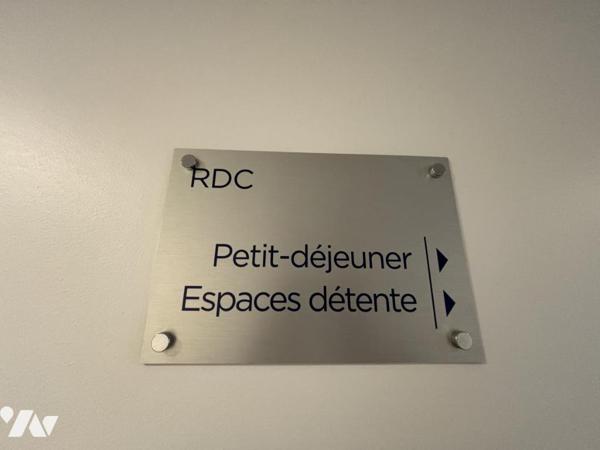 RDC
Petit-déjeuner
Espaces détente